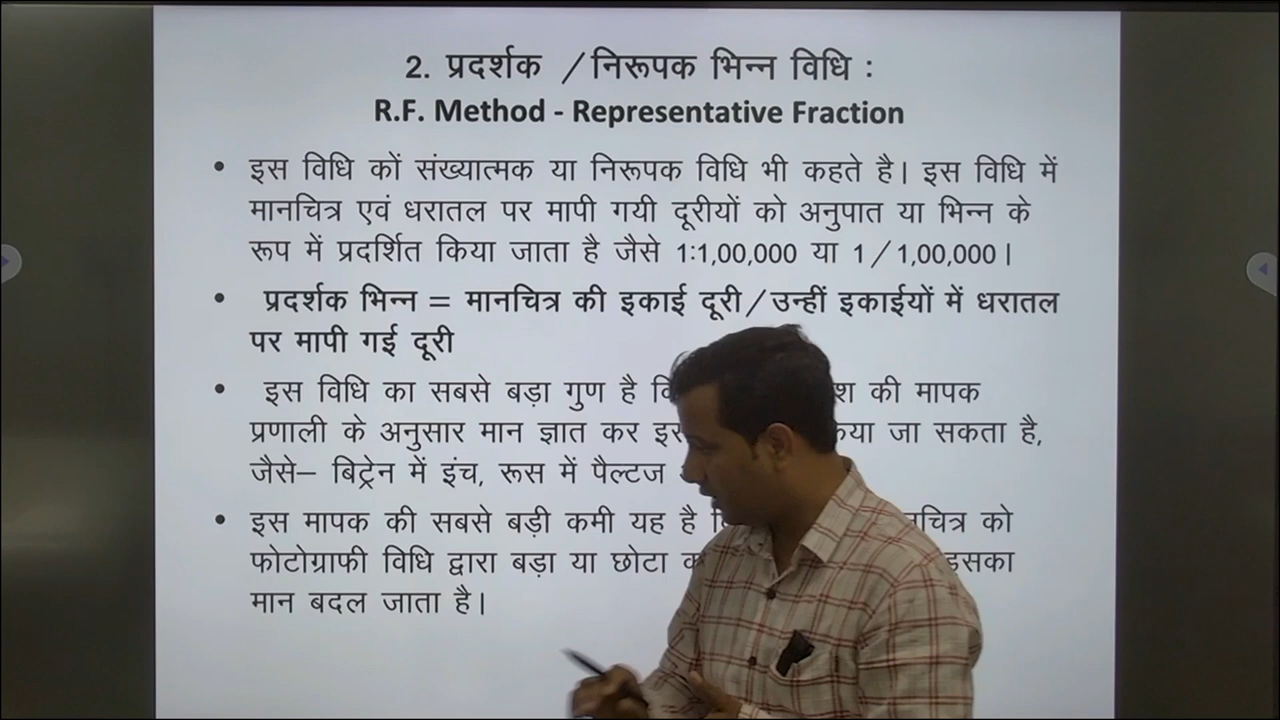 2. प्रदर्शक / निरूपक भिन्न विधि :
R.F. Method - Representative Fraction
• इस विधि कों संख्यात्मक या निरूपक विधि भी कहते है। इस विधि में
मानचित्र एवं धरातल पर मापी गयी दूरीयों को अनुपात या भिन्न के
रूप में प्रदर्शित किया जाता है जैसे 1:1,00,000 या 1 / 1,00,000।
• प्रदर्शक भिन्न = मानचित्र की इकाई दूरी / उन्हीं इकाईयों में धरातल
पर मापी गई दूरी
• इस विधि का सबसे बड़ा गुण है की मापक
प्रणाली के अनुसार मान ज्ञात कर जा सकता है,
जैसे– बिट्रेन में इंच, रूस में पैल्टज
• इस मापक की सबसे बड़ी कमी यह है को
फोटोग्राफी विधि द्वारा बड़ा या छोटा इसका
मान बदल जाता है।